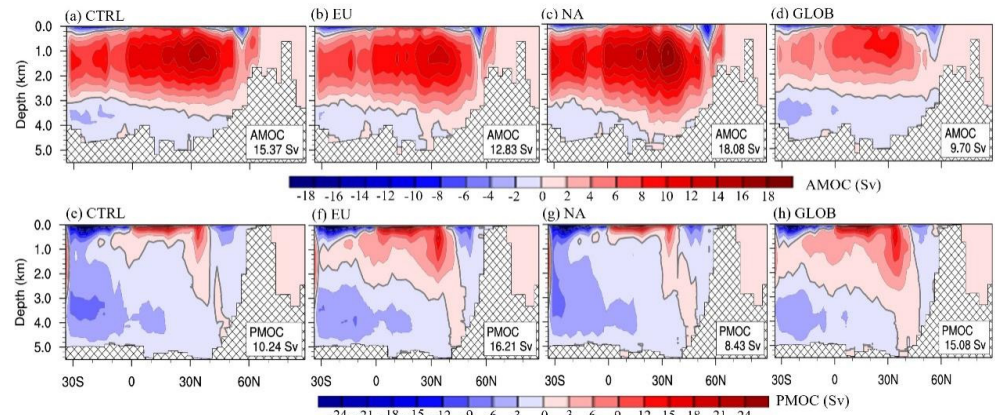 (a) CTRL
(b) EU
(c) NA
(d) GLOB
0.0
1.0
2.0
3.0
4.0
5.0
Depth (km)
AMOC
15.37 Sv
AMOC
12.83 Sv
AMOC
18.08 Sv
AMOC
9.70 Sv
-18 -16 -14 -12 -10 -8 -6 -4 -2 0 2 4 6 8 10 12 14 16 18
AMOC (Sv)
(e) CTRL
(f) EU
(g) NA
(h) GLOB
0.0
1.0
2.0
3.0
4.0
5.0
Depth (km)
PMOC
10.24 Sv
PMOC
16.21 Sv
PMOC
8.43 Sv
PMOC
15.08 Sv
30S 0 30N 60N
30S 0 30N 60N
30S 0 30N 60N
30S 0 30N 60N
-24 -21 -18 -15 -12 -9 -6 -3 0 3 6 9 12 15 18 21 24
PMOC (Sv)